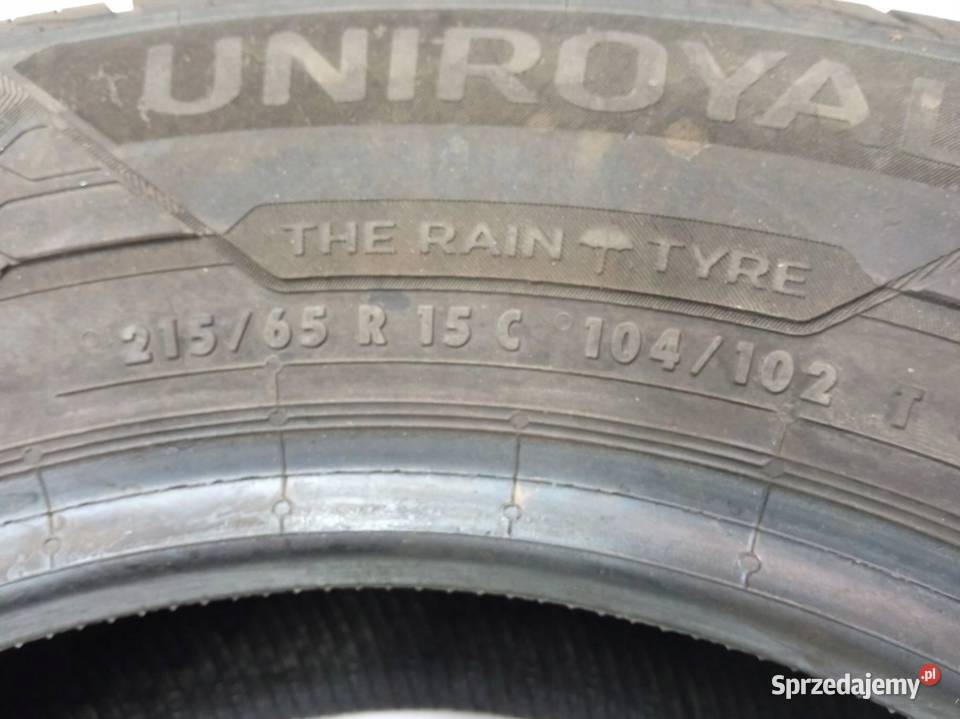 UNIROYAL
THE RAIN TYRE
215/65 R 15 C 104/102 T
Sprzedajemy.pl